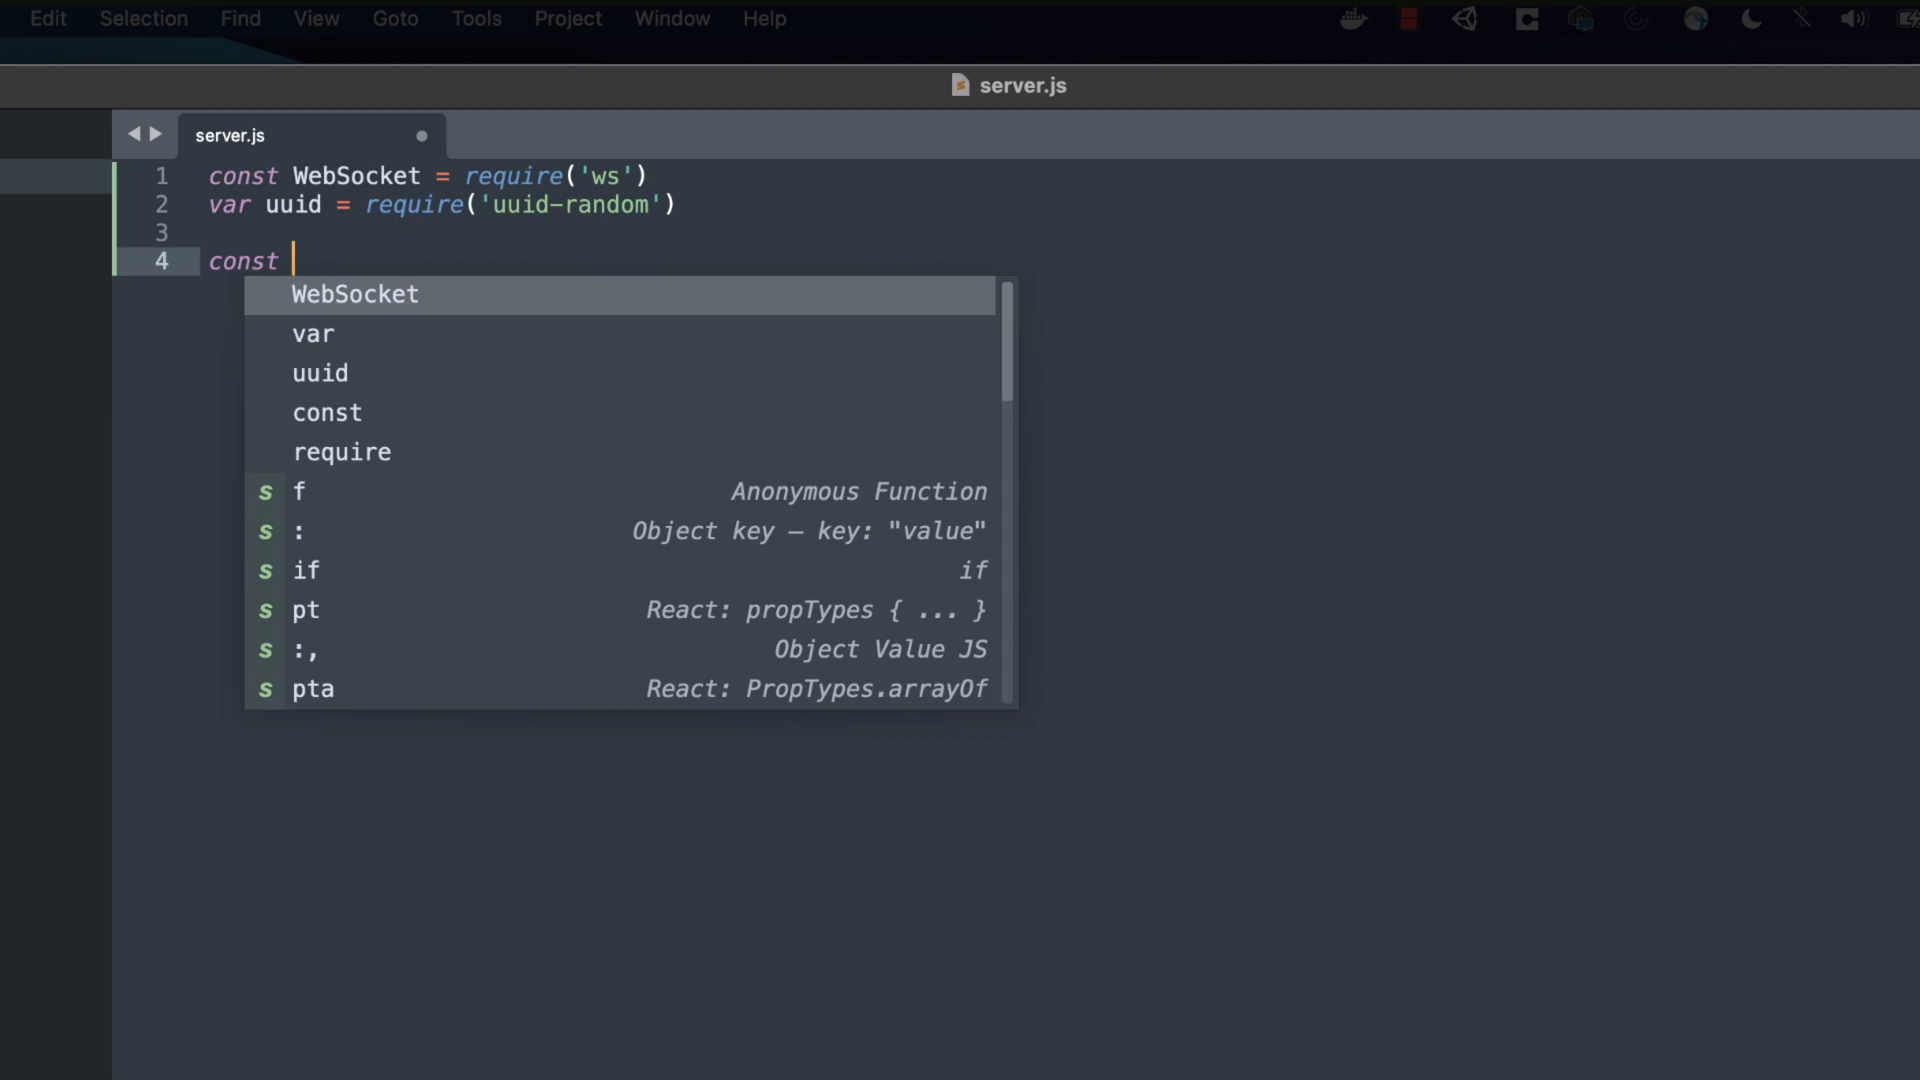 Edit Selection Find View Goto Tools Project Window Help
server.js
server.js
1 const WebSocket = require('ws')
2 var uuid = require('uuid-random')
3
4 const
WebSocket
var
uuid
const
require
s f Anonymous Function
s : Object key – key: "value"
s if if
s pt React: propTypes { ... }
s :, Object Value JS
s pta React: PropTypes.arrayOf